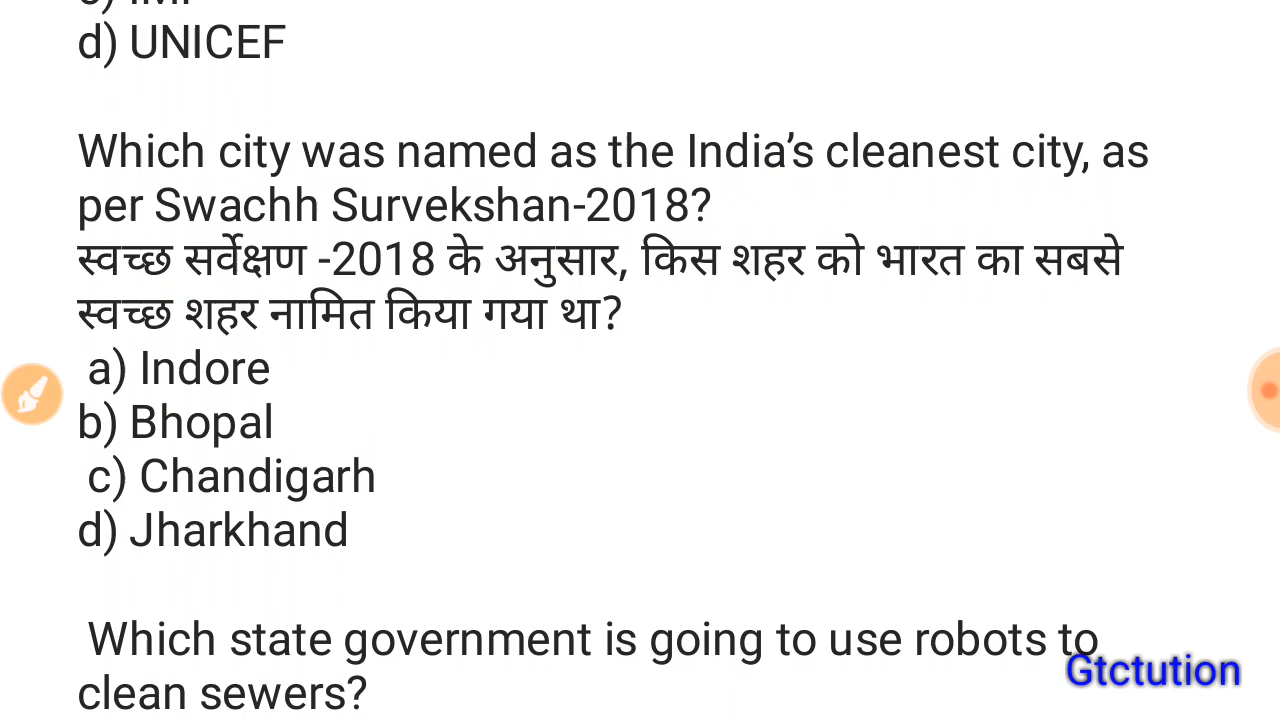 d) UNICEF
Which city was named as the India’s cleanest city, as
per Swachh Survekshan-2018?
स्वच्छ सर्वेक्षण -2018 के अनुसार, किस शहर को भारत का सबसे
स्वच्छ शहर नामित किया गया था?
a) Indore
b) Bhopal
c) Chandigarh
d) Jharkhand
Which state government is going to use robots to
clean sewers?
Gtctution